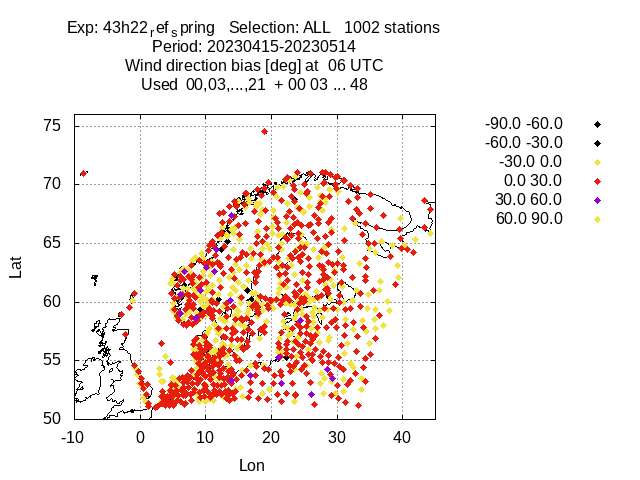 Exp: 43h22ref spring   Selection: ALL   1002 stations
Period: 20230415-20230514
Wind direction bias [deg] at  06 UTC
Used  00,03,...,21  + 00 03 ... 48
-90.0 -60.0
-60.0 -30.0
-30.0 0.0
0.0 30.0
30.0 60.0
60.0 90.0
75
70
65
60
55
50
Lat
-10 0 10 20 30 40
Lon